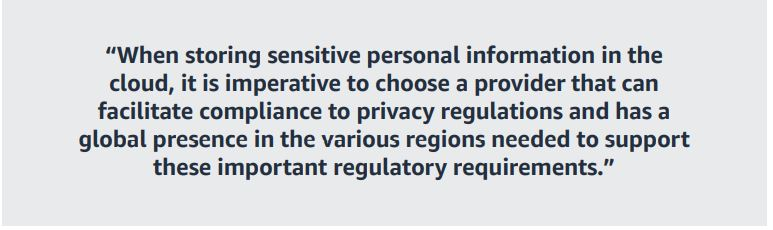 “When storing sensitive personal information in the
cloud, it is imperative to choose a provider that can
facilitate compliance to privacy regulations and has a
global presence in the various regions needed to support
these important regulatory requirements.”